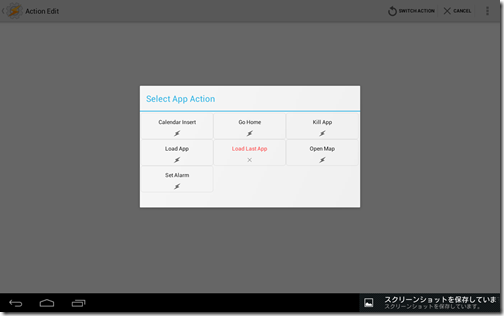 Action Edit
SWITCH ACTION
CANCEL
Select App Action
Calendar Insert
Go Home
Kill App
Load App
Load Last App
Open Map
Set Alarm
スクリーンショットを保存していま
スクリーンショットを保存しています。